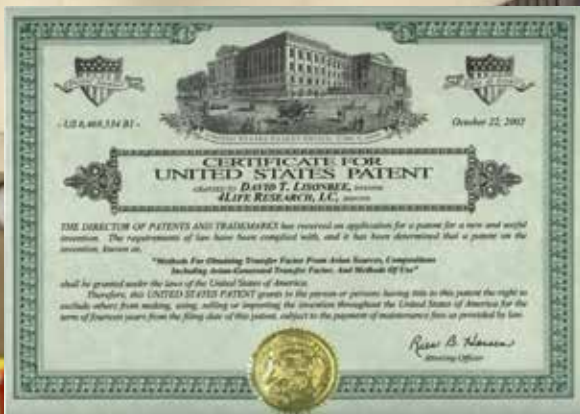 - US 6,468,534 B1 -
October 22, 2002
CERTIFICATE FOR
UNITED STATES PATENT
GRANTED TO DAVID T. LISONBEE, INVENTOR
4LIFE RESEARCH, LC,
THE DIRECTOR OF PATENTS AND TRADEMARKS has received an application for a patent for a new and useful
invention. The requirements of law have been complied with, and it has been determined that a patent on the
invention, known as,
"Methods For Obtaining Transfer Factor From Avian Sources, Compositions
Including Avian-Generated Transfer Factor, And Methods Of Use"
shall be granted under the laws of the United States of America.
Therefore, this UNITED STATES PATENT grants to the person or persons having title to this patent the right to
exclude others from making, using, selling or importing the invention throughout the United States of America for the
term of fourteen years from the filing date of this patent, subject to the payment of maintenance fees as provided by law.
Attesting Officer